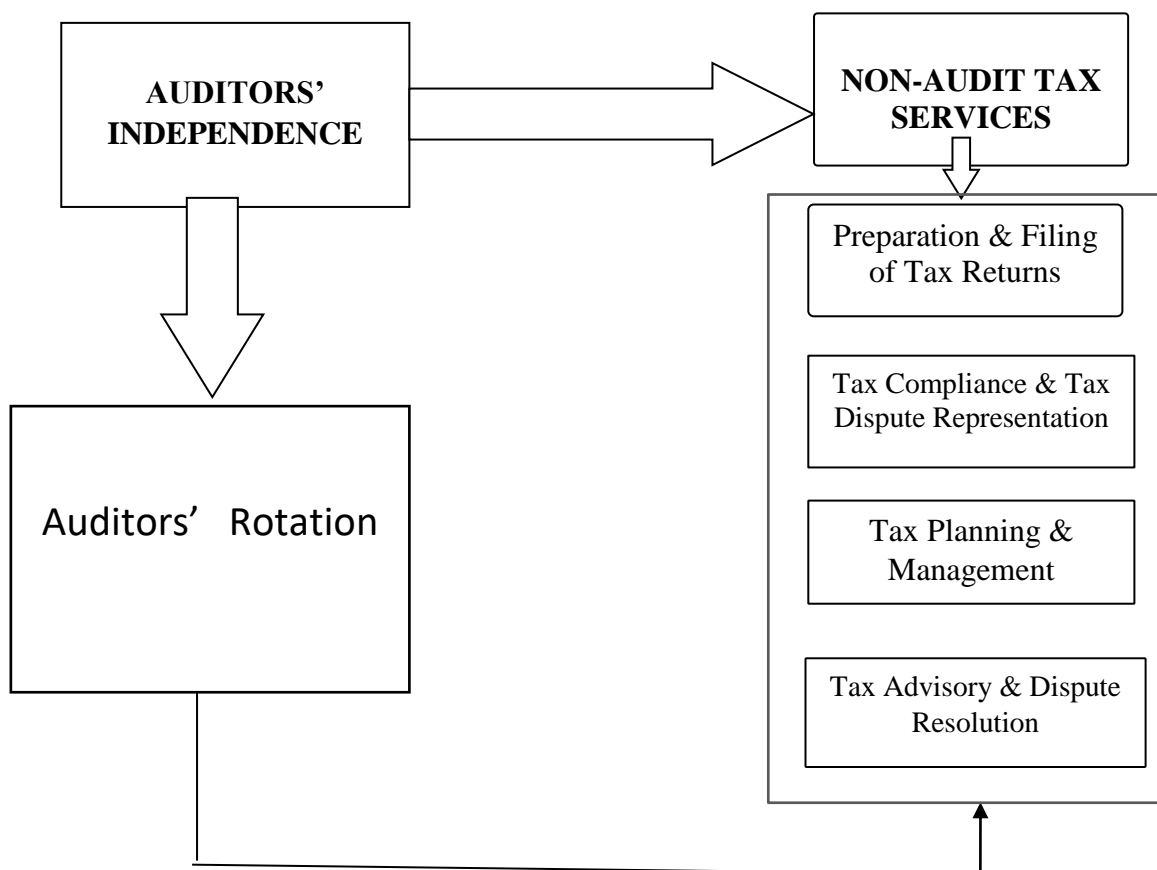 AUDITORS’
INDEPENDENCE
NON-AUDIT TAX
SERVICES
Preparation & Filing
of Tax Returns
Tax Compliance & Tax
Dispute Representation
Auditors’ Rotation
Tax Planning &
Management
Tax Advisory & Dispute
Resolution